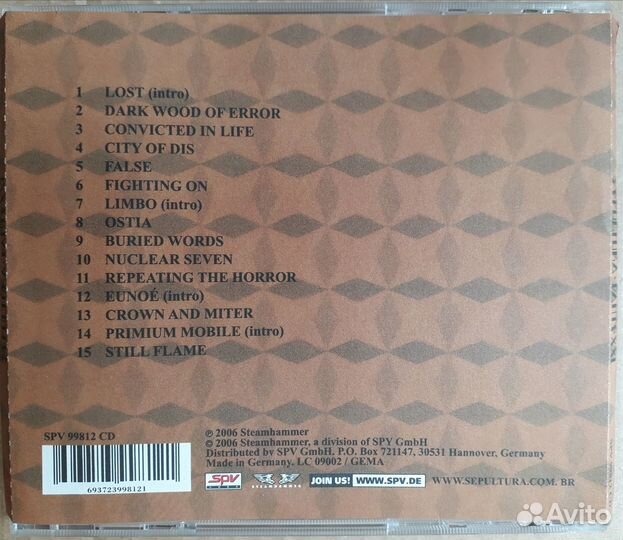 1 LOST (intro)
2 DARK WOOD OF ERROR
3 CONVICTED IN LIFE
4 CITY OF DIS
5 FALSE
6 FIGHTING ON
7 LIMBO (intro)
8 OSTIA
9 BURIED WORDS
10 NUCLEAR SEVEN
11 REPEATING THE HORROR
12 EUNOÉ (intro)
13 CROWN AND MITER
14 PRIMIUM MOBILE (intro)
15 STILL FLAME
SPV 99812 CD
693723998121
℗ 2006 Steamhammer
© 2006 Steamhammer, a division of SPY GmbH
Distributed by SPV GmbH, P.O. Box 721147, 30531 Hannover, Germany
Made in Germany. LC 09002 / GEMA
SPV STEAMHAMMER JOIN US! WWW.SPV.DE WWW.SEPULTURA.COM.BR
Avito